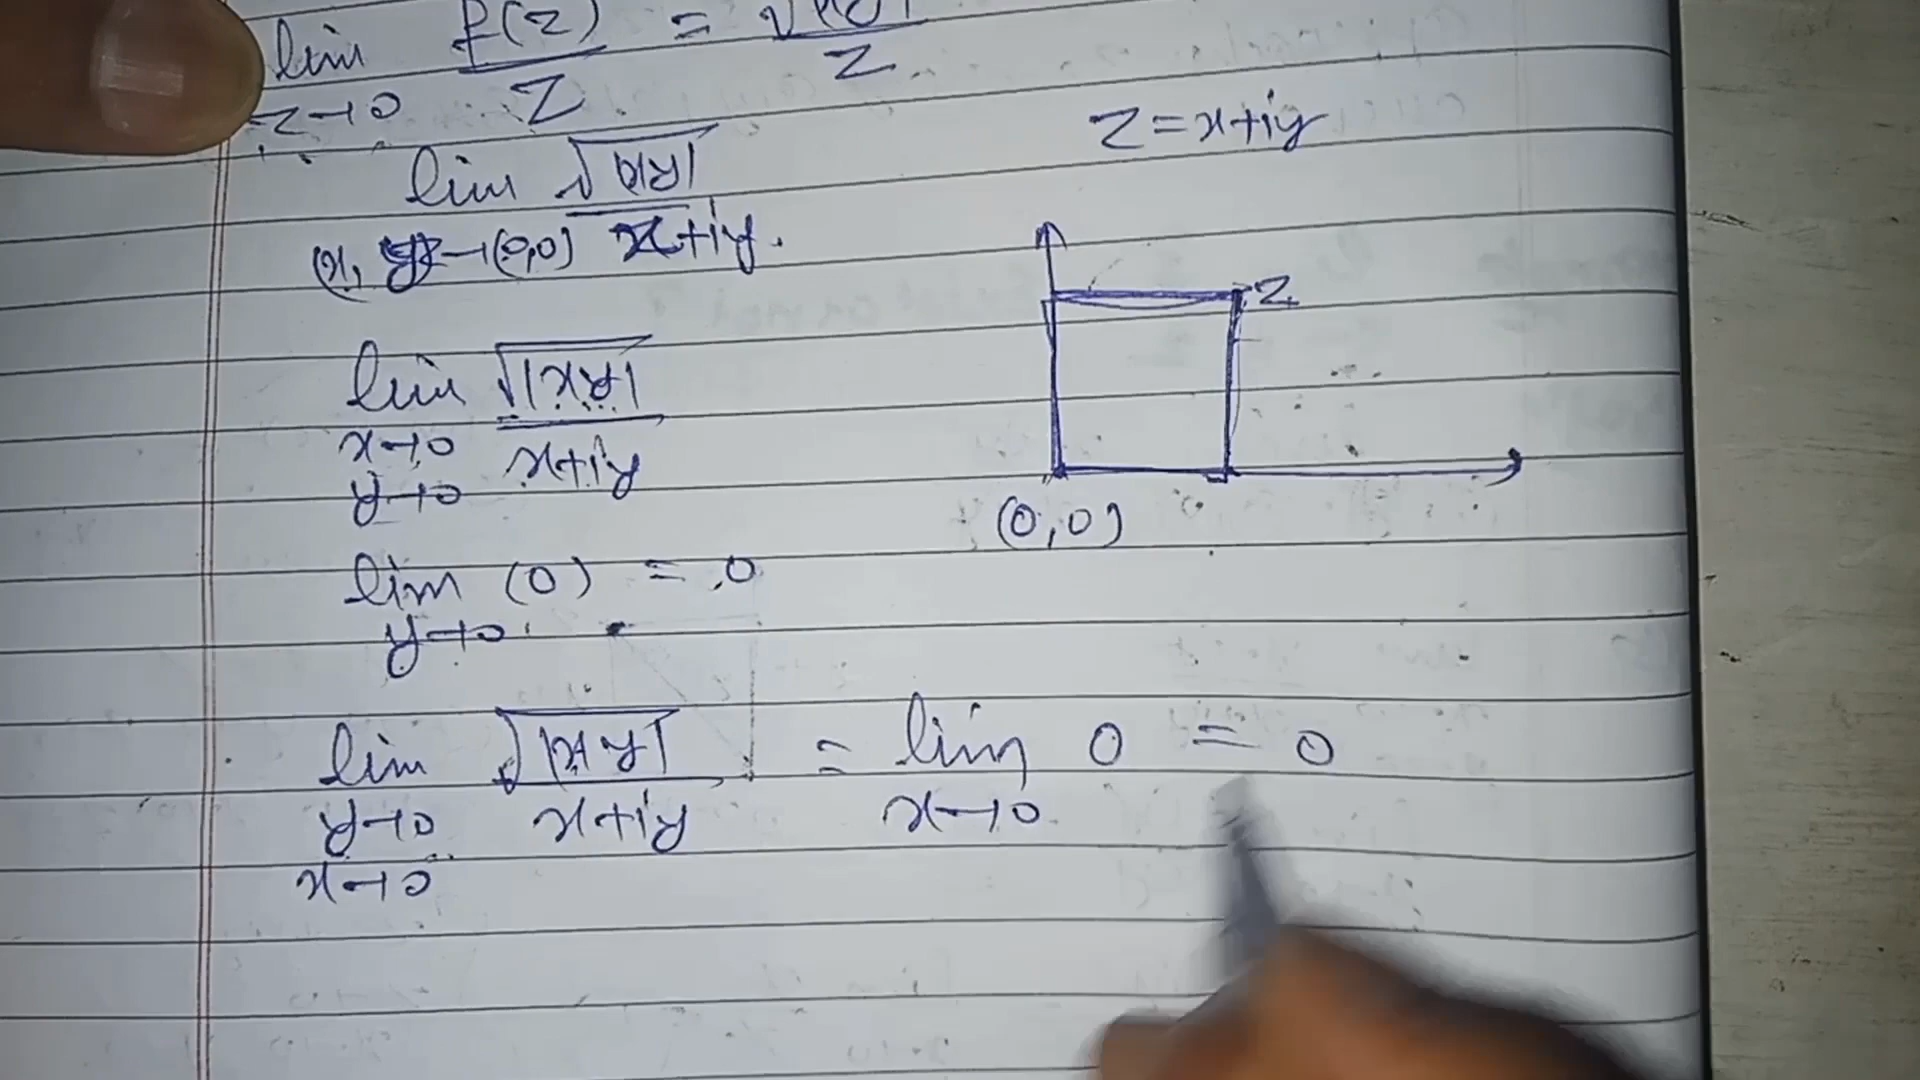 lim f(z)/z = √|xy|/z
z→0
z=x+iy
lim √|xy|/x+iy.
(x, y)→(0,0)
z
lim √|xy|/x+iy
x→0
y→0
(0,0)
lim (0) = 0
y→0
lim √|xy|/x+iy = lim 0 = 0
y→0 x→0
x→0